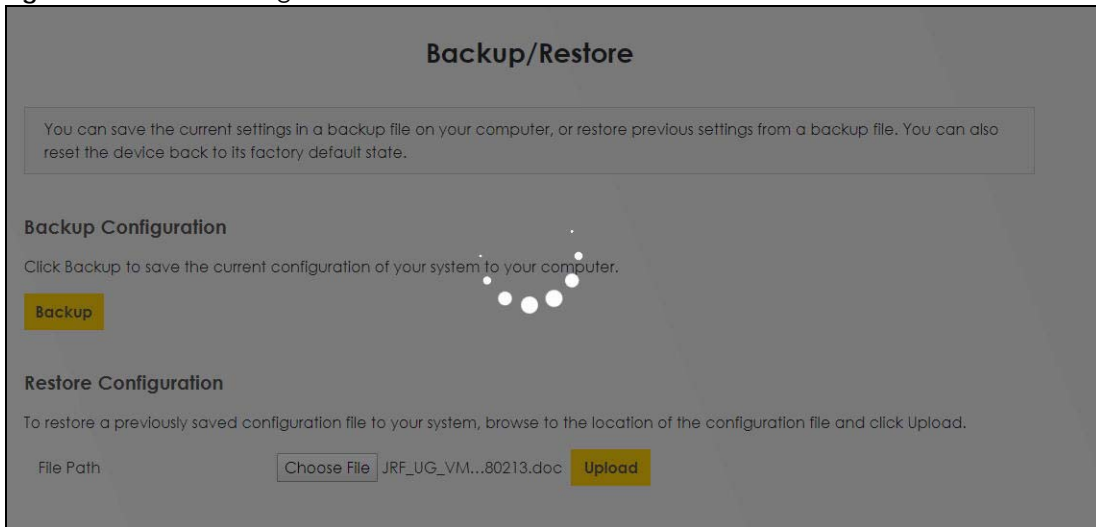 Backup/Restore
You can save the current settings in a backup file on your computer, or restore previous settings from a backup file. You can also
reset the device back to its factory default state.
Backup Configuration
Click Backup to save the current configuration of your system to your computer.
Backup
Restore Configuration
To restore a previously saved configuration file to your system, browse to the location of the configuration file and click Upload.
File Path Choose File JRF_UG_VM...80213.doc Upload